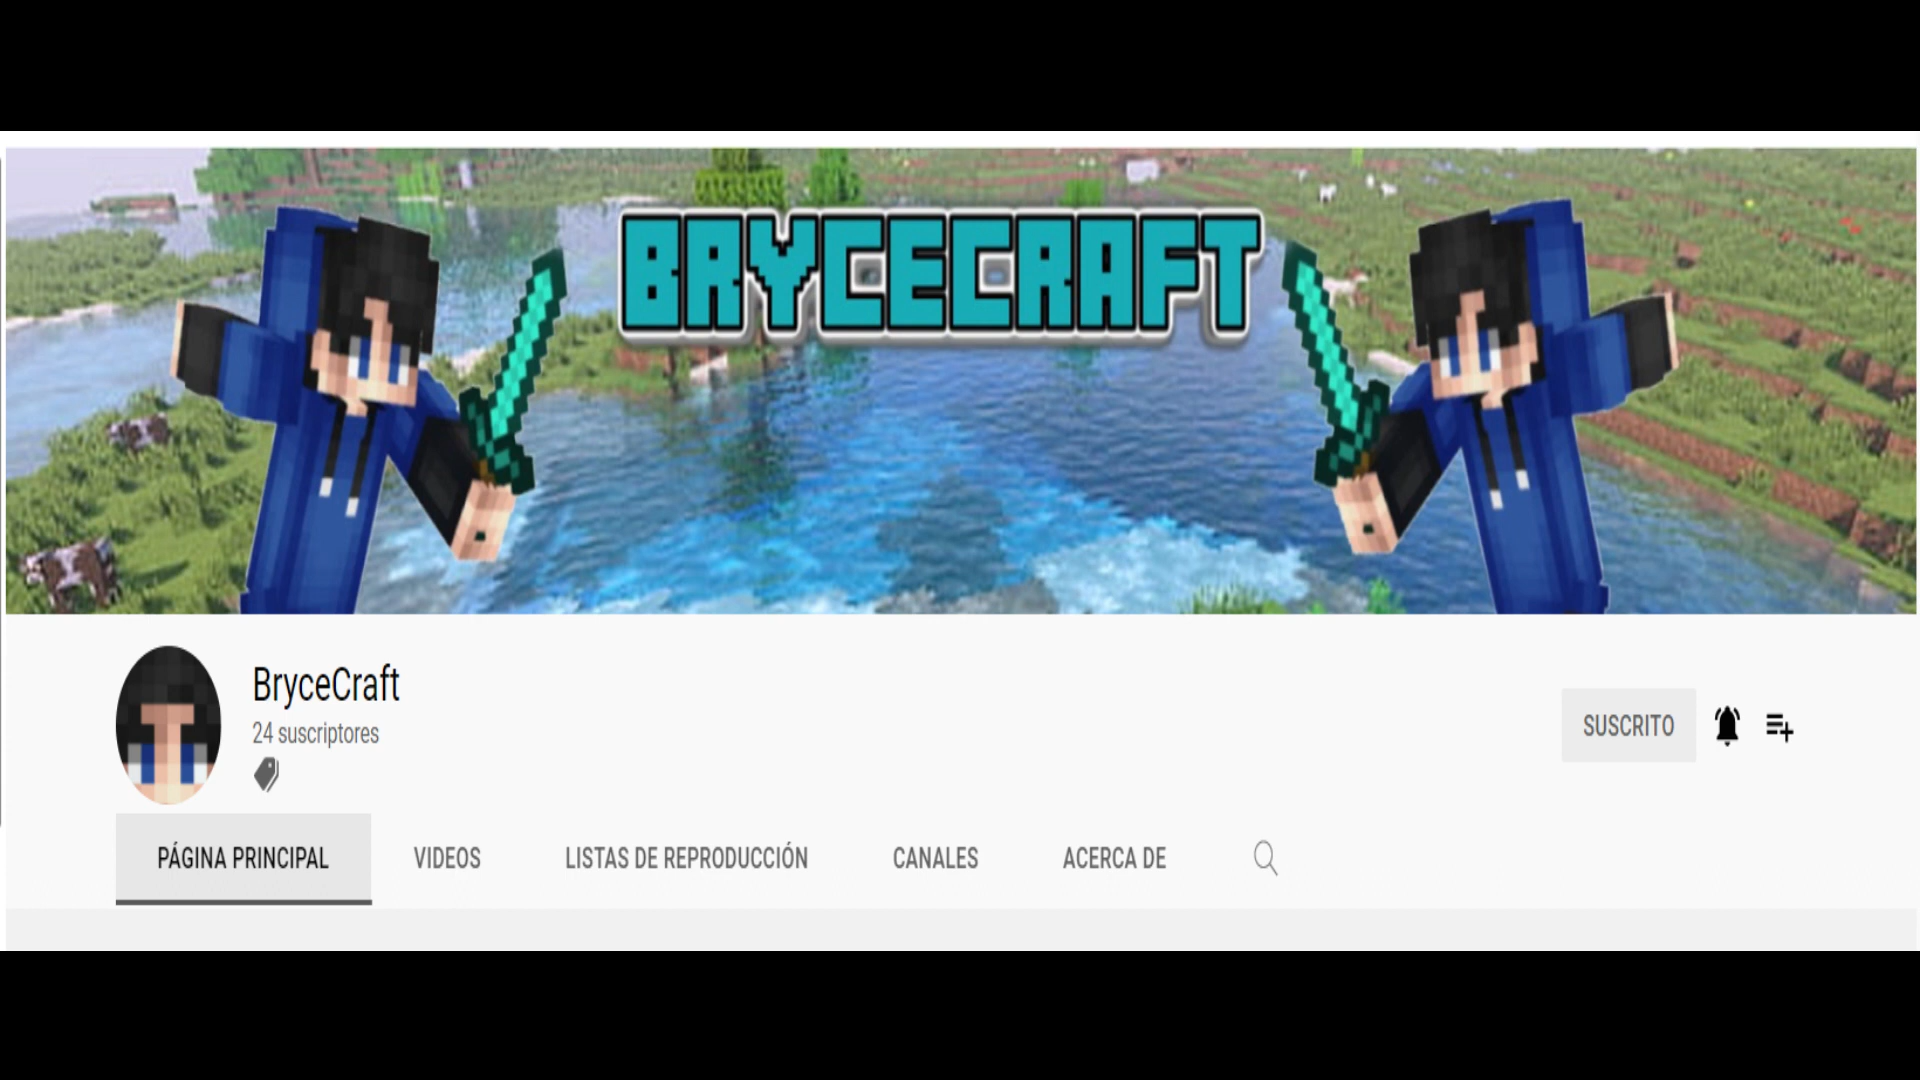 BRYCECRAFT
BryceCraft
24 suscriptores
SUSCRITO
PÁGINA PRINCIPAL VIDEOS LISTAS DE REPRODUCCIÓN CANALES ACERCA DE